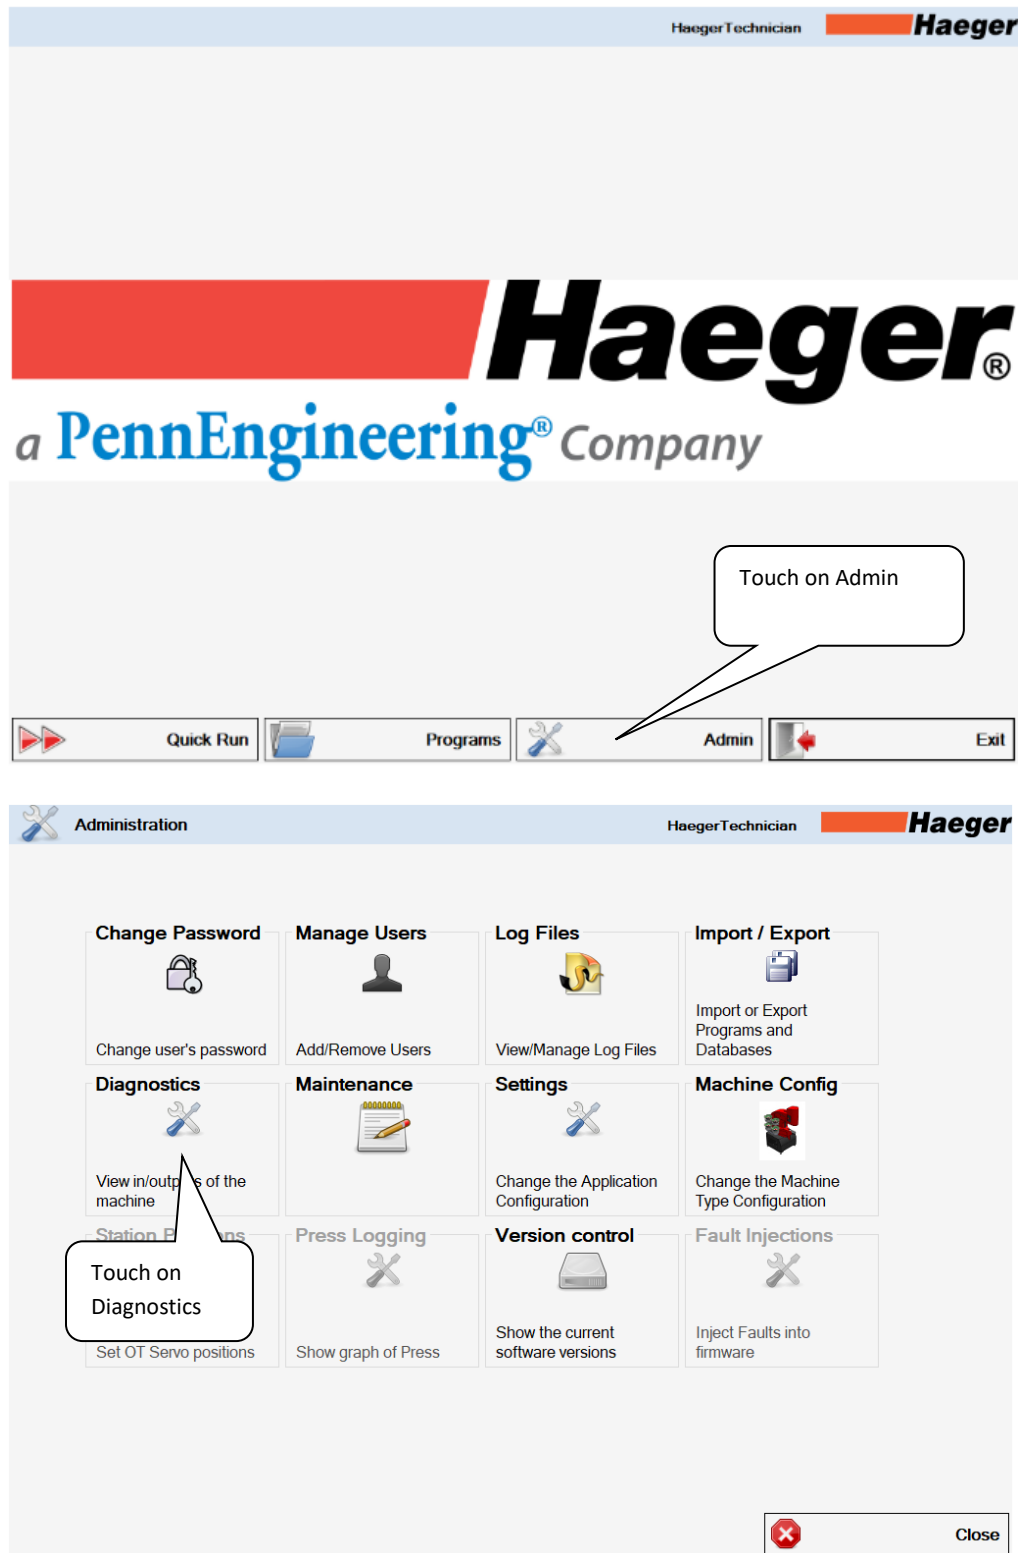 HaegerTechnician
Haeger
Haeger®
a PennEngineering® Company
Touch on Admin
Quick Run
Programs
Admin
Exit
Administration
HaegerTechnician
Haeger
Change Password
Manage Users
Log Files
Import / Export
Change user's password
Add/Remove Users
View/Manage Log Files
Import or Export
Programs and
Databases
Diagnostics
Maintenance
Settings
Machine Config
View in/outp s of the
machine
Change the Application
Configuration
Change the Machine
Type Configuration
Station P ns
Press Logging
Version control
Fault Injections
Touch on
Diagnostics
Set OT Servo positions
Show graph of Press
Show the current
software versions
Inject Faults into
firmware
Close